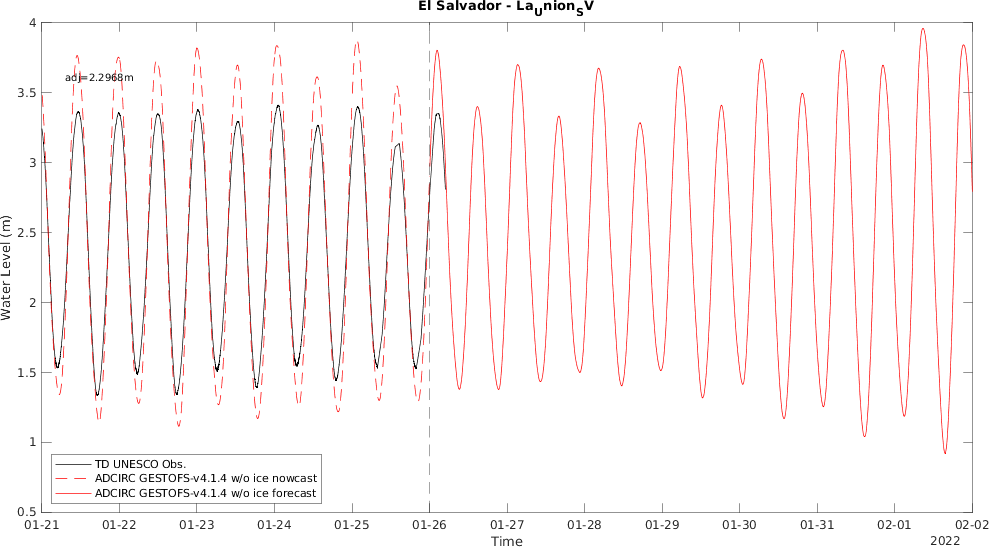 El Salvador - LaUnionSV
adj=2.2968m
Water Level (m)
4
3.5
3
2.5
2
1.5
1
0.5
TD UNESCO Obs.
ADCIRC GESTOFS-v4.1.4 w/o ice nowcast
ADCIRC GESTOFS-v4.1.4 w/o ice forecast
01-21 01-22 01-23 01-24 01-25 01-26 01-27 01-28 01-29 01-30 01-31 02-01 02-02
Time
2022